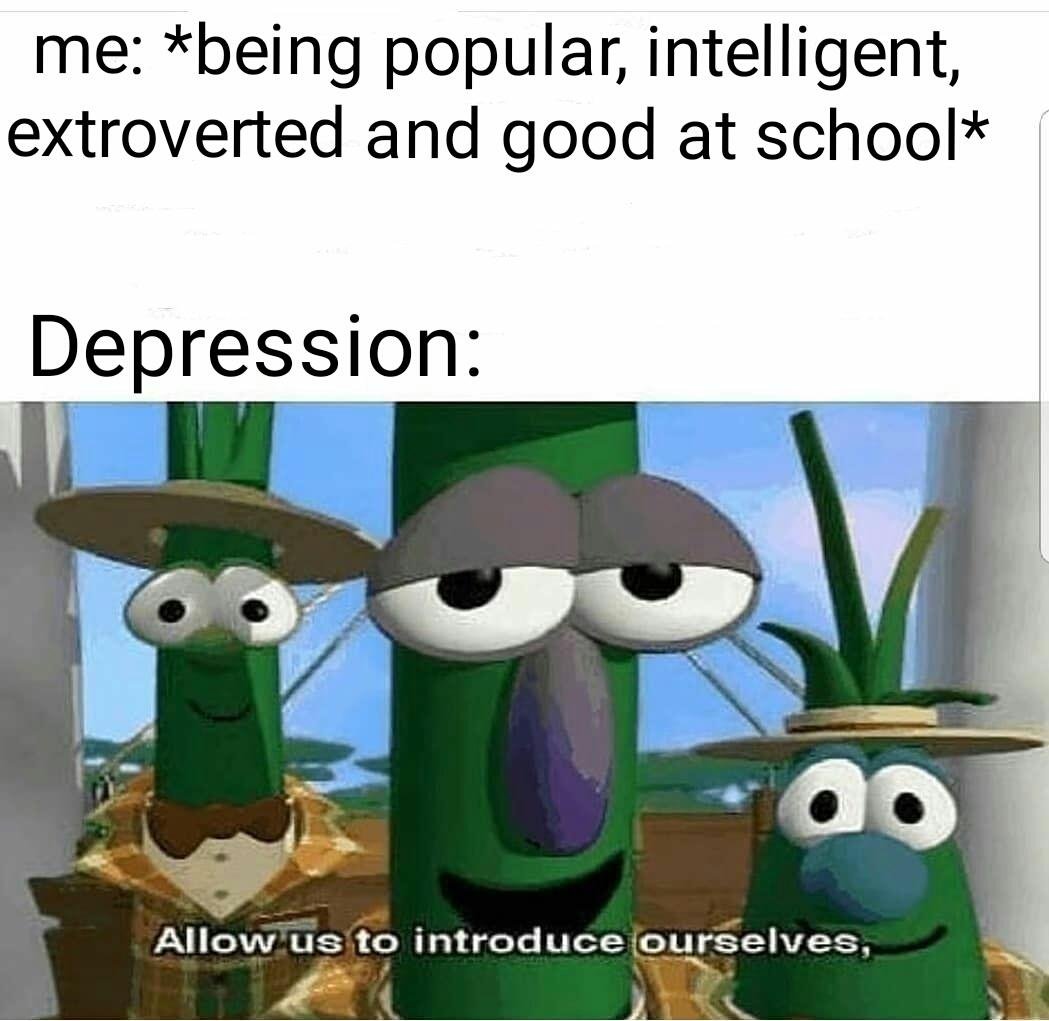 me: *being popular, intelligent,
extroverted and good at school*
Depression:
Allow us to introduce ourselves,